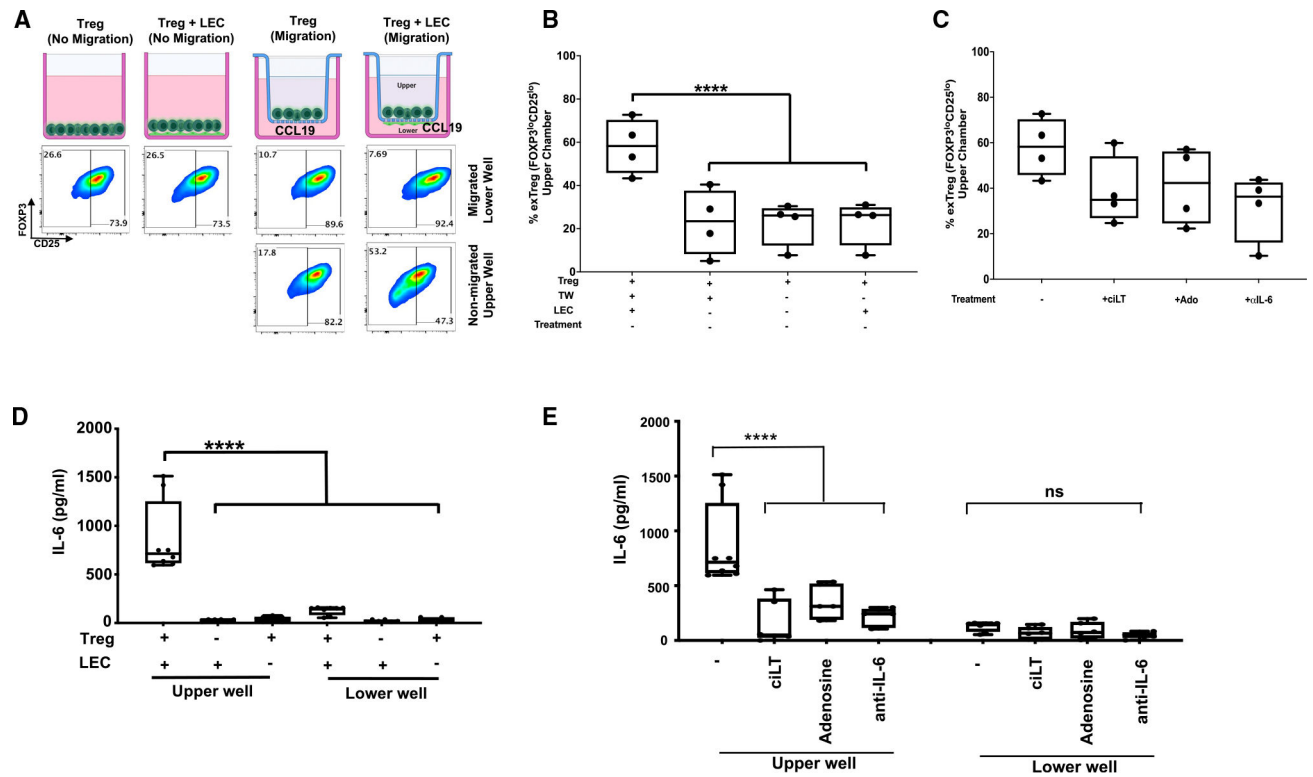 A
Treg
(No Migration)
Treg + LEC
(No Migration)
Treg
(Migration)
Treg + LEC
(Migration)
Upper
CCL19
Lower
CCL19
26.6
73.9
26.5
73.5
10.7
89.6
7.69
92.4
Migrated
Lower Well
FOXP3
CD25
17.8
82.2
53.2
47.3
Non-migrated
Upper Well
B
% exTreg (FOXP3loCD25lo)
Upper Chamber
100
80
60
40
20
0
****
Treg + + + +
TW + + - -
LEC + - - +
Treatment - - - -
C
% exTreg (FOXP3loCD25lo)
Upper Chamber
100
80
60
40
20
0
Treatment - +ciLT +Ado +αIL-6
D
IL-6 (pg/ml)
2000
1500
1000
500
0
****
Treg + - + + - +
LEC + + - + + -
Upper well Lower well
E
IL-6 (pg/ml)
2000
1500
1000
500
0
****
ns
- ciLT Adenosine anti-IL-6 - ciLT Adenosine anti-IL-6
Upper well Lower well